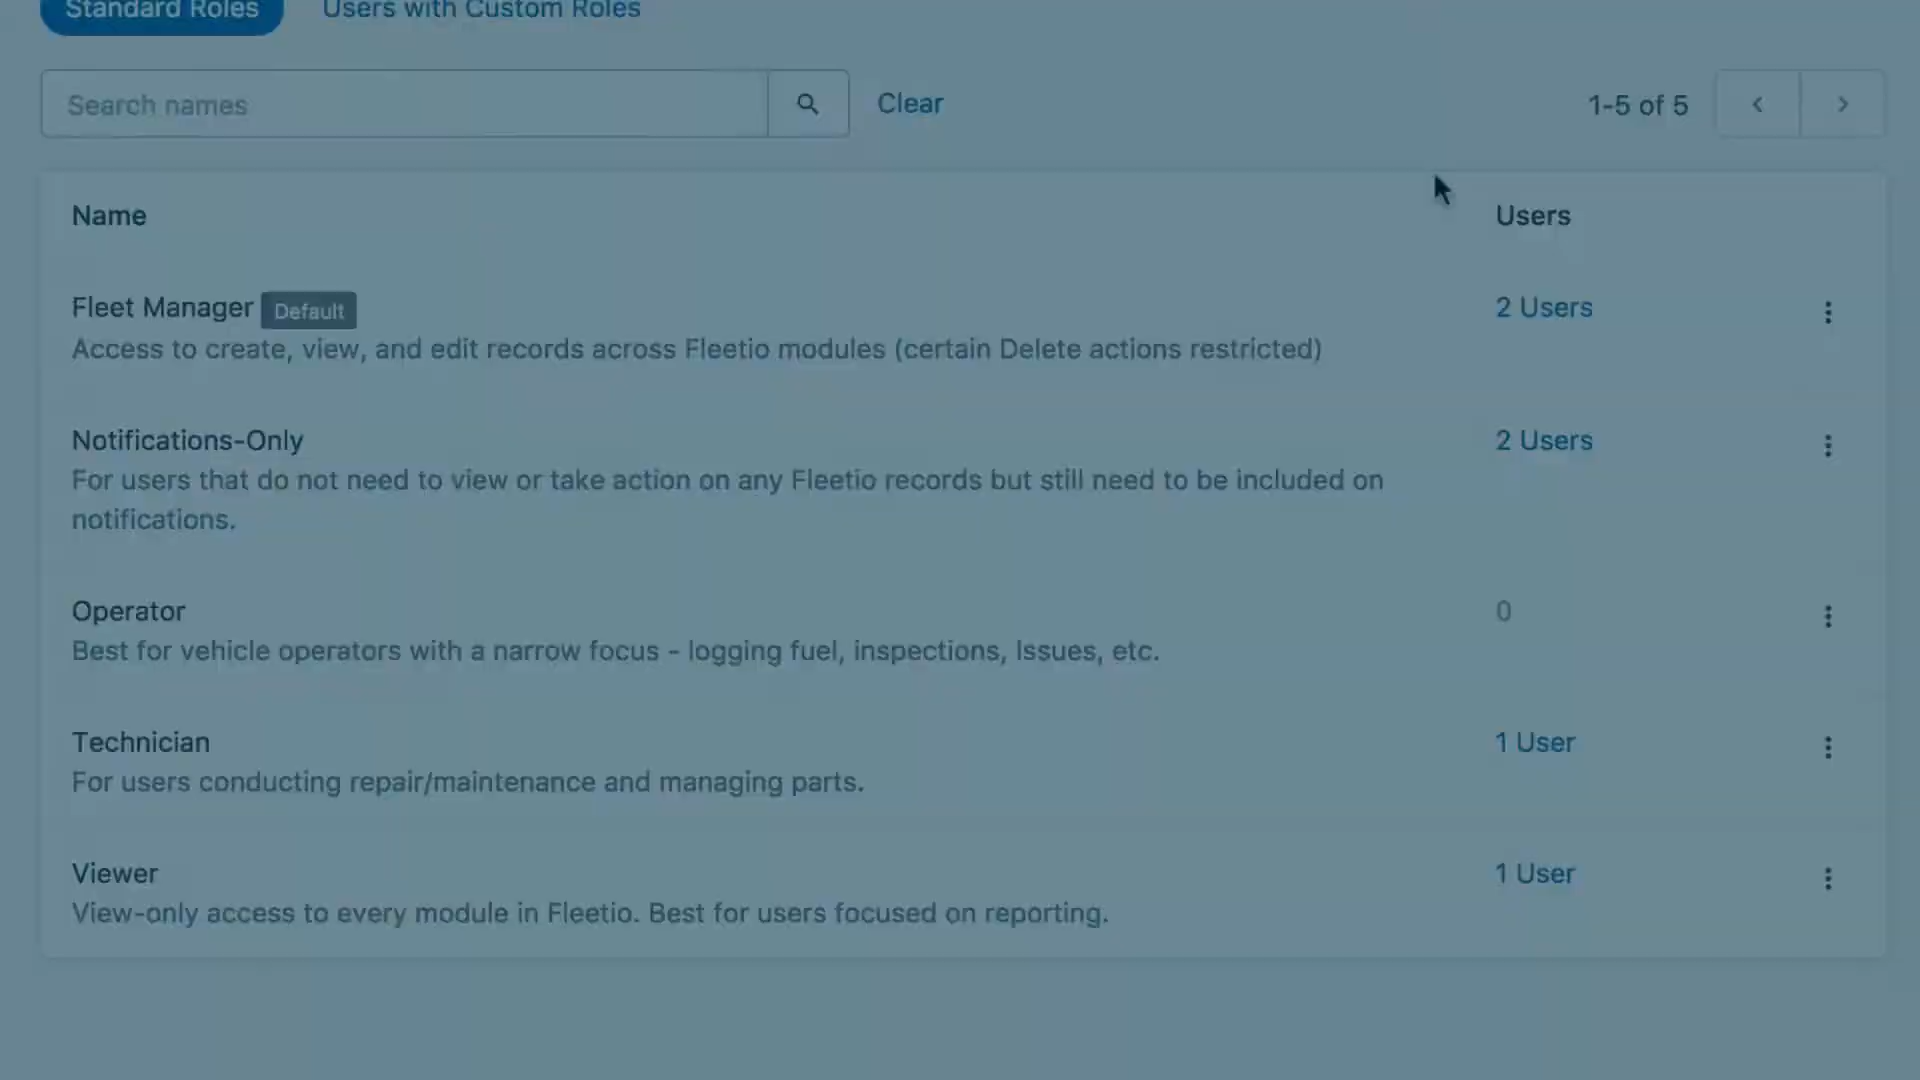 Standard Roles Users with Custom Roles
Search names Clear 1-5 of 5
Name Users
Fleet Manager Default 2 Users
Access to create, view, and edit records across Fleetio modules (certain Delete actions restricted)
Notifications-Only 2 Users
For users that do not need to view or take action on any Fleetio records but still need to be included on
notifications.
Operator 0
Best for vehicle operators with a narrow focus - logging fuel, inspections, Issues, etc.
Technician 1 User
For users conducting repair/maintenance and managing parts.
Viewer 1 User
View-only access to every module in Fleetio. Best for users focused on reporting.